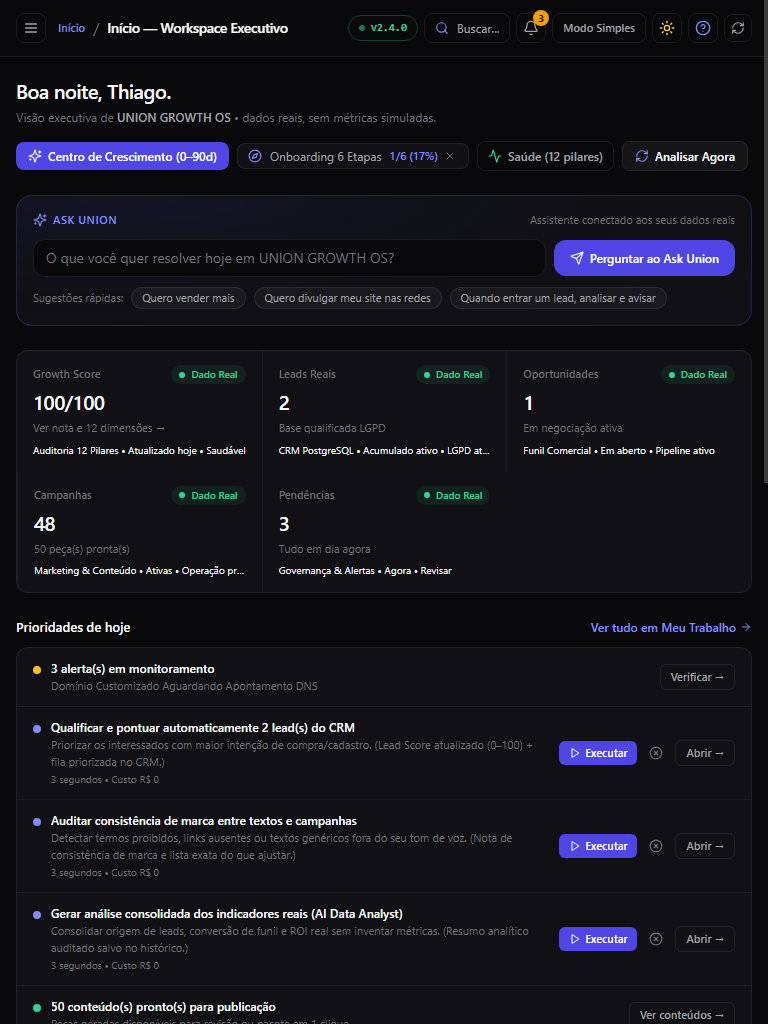 Início / Início — Workspace Executivo
v2.4.0
Buscar...
3
Modo Simples
Boa noite, Thiago.
Visão executiva de UNION GROWTH OS • dados reais, sem métricas simuladas.
Centro de Crescimento (0–90d)
Onboarding 6 Etapas 1/6 (17%)
Saúde (12 pilares)
Analisar Agora
ASK UNION
Assistente conectado aos seus dados reais
O que você quer resolver hoje em UNION GROWTH OS?
Perguntar ao Ask Union
Sugestões rápidas:
Quero vender mais
Quero divulgar meu site nas redes
Quando entrar um lead, analisar e avisar
Growth Score
Dado Real
100/100
Ver nota e 12 dimensões →
Auditoria 12 Pilares • Atualizado hoje • Saudável
Leads Reais
Dado Real
2
Base qualificada LGPD
CRM PostgreSQL • Acumulado ativo • LGPD at...
Oportunidades
Dado Real
1
Em negociação ativa
Funil Comercial • Em aberto • Pipeline ativo
Campanhas
Dado Real
48
50 peça(s) pronta(s)
Marketing & Conteúdo • Ativas • Operação pr...
Pendências
Dado Real
3
Tudo em dia agora
Governança & Alertas • Agora • Revisar
Prioridades de hoje
Ver tudo em Meu Trabalho →
3 alerta(s) em monitoramento
Domínio Customizado Aguardando Apontamento DNS
Verificar →
Qualificar e pontuar automaticamente 2 lead(s) do CRM
Priorizar os interessados com maior intenção de compra/cadastro. (Lead Score atualizado (0–100) +
fila priorizada no CRM.)
3 segundos • Custo R$ 0
Executar
Abrir →
Auditar consistência de marca entre textos e campanhas
Detectar termos proibidos, links ausentes ou textos genéricos fora do seu tom de voz. (Nota de
consistência de marca e lista exata do que ajustar.)
3 segundos • Custo R$ 0
Executar
Abrir →
Gerar análise consolidada dos indicadores reais (AI Data Analyst)
Consolidar origem de leads, conversão de funil e ROI real sem inventar métricas. (Resumo analítico
auditado salvo no histórico.)
3 segundos • Custo R$ 0
Executar
Abrir →
50 conteúdo(s) pronto(s) para publicação
Peças geradas disponíveis para revisão ou pacote em 1 clique.
Ver conteúdos →